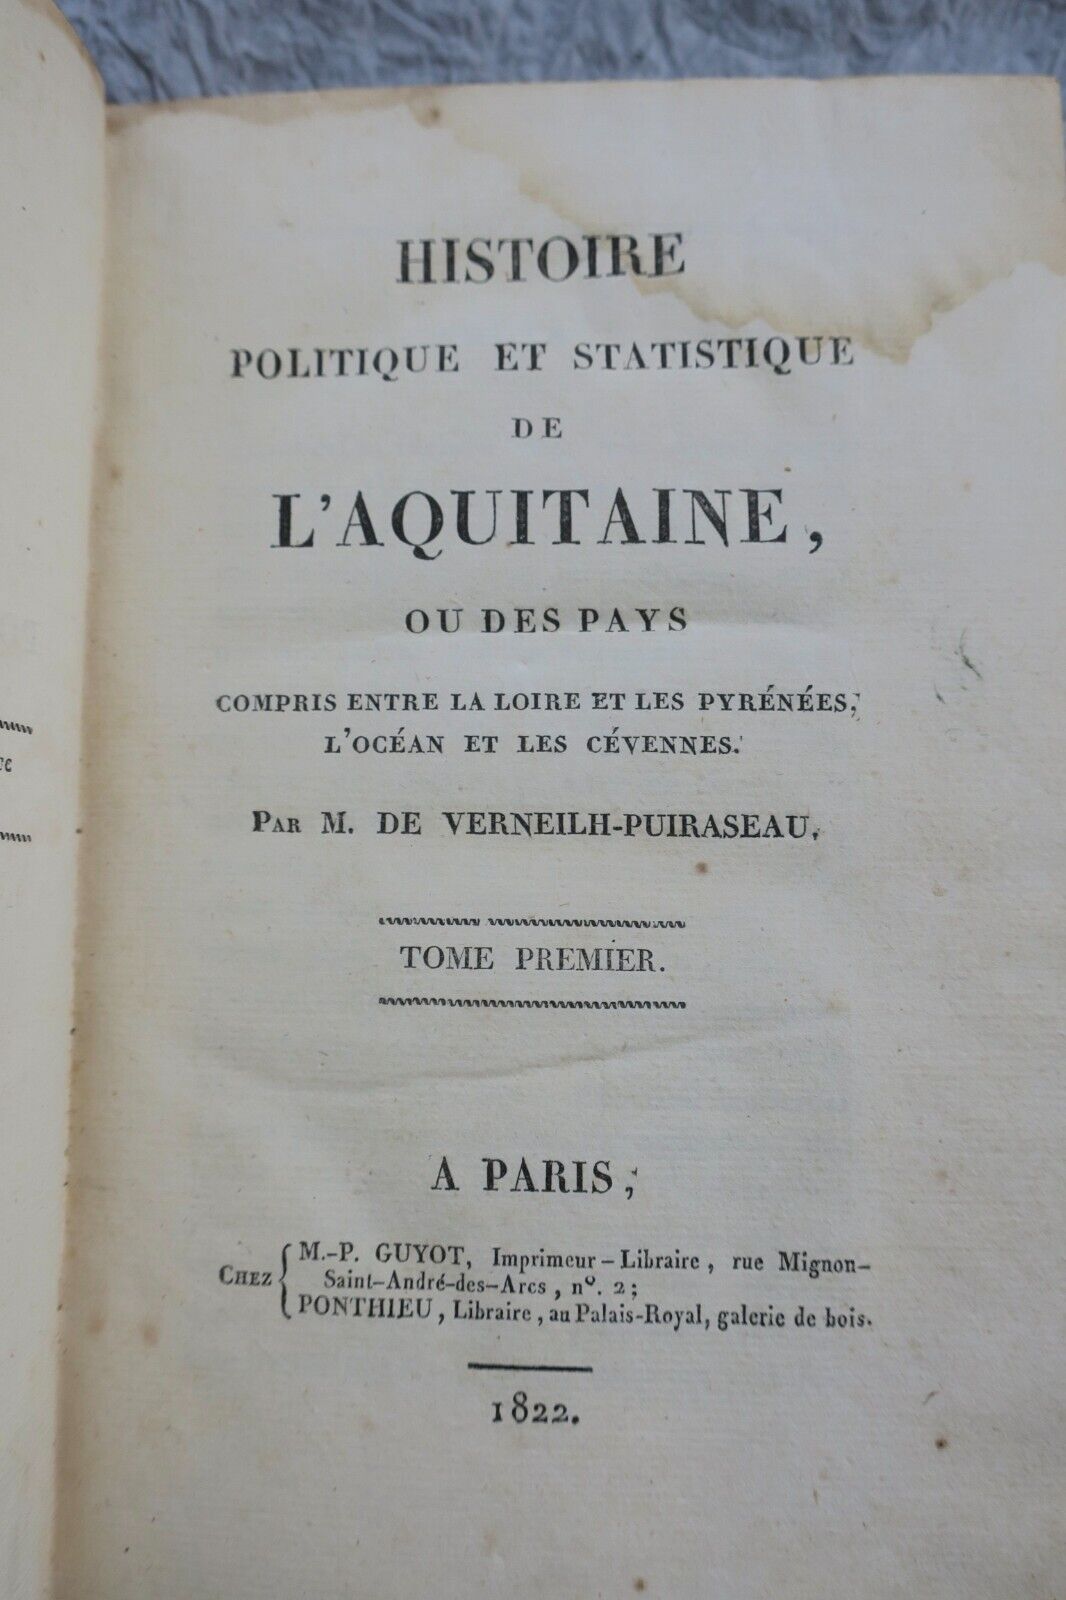 HISTOIRE
POLITIQUE ET STATISTIQUE
DE
L'AQUITAINE,
OU DES PAYS
COMPRIS ENTRE LA LOIRE ET LES PYRÉNÉES,
L'OCÉAN ET LES CÉVENNES.
PAR M. DE VERNEILH-PUIRASEAU.
TOME PREMIER.
A PARIS,
CHEZ M.-P. GUYOT, Imprimeur-Libraire, rue Mignon-
Saint-André-des-Arcs, nº. 2;
PONTHIEU, Libraire, au Palais-Royal, galerie de bois.
1822.